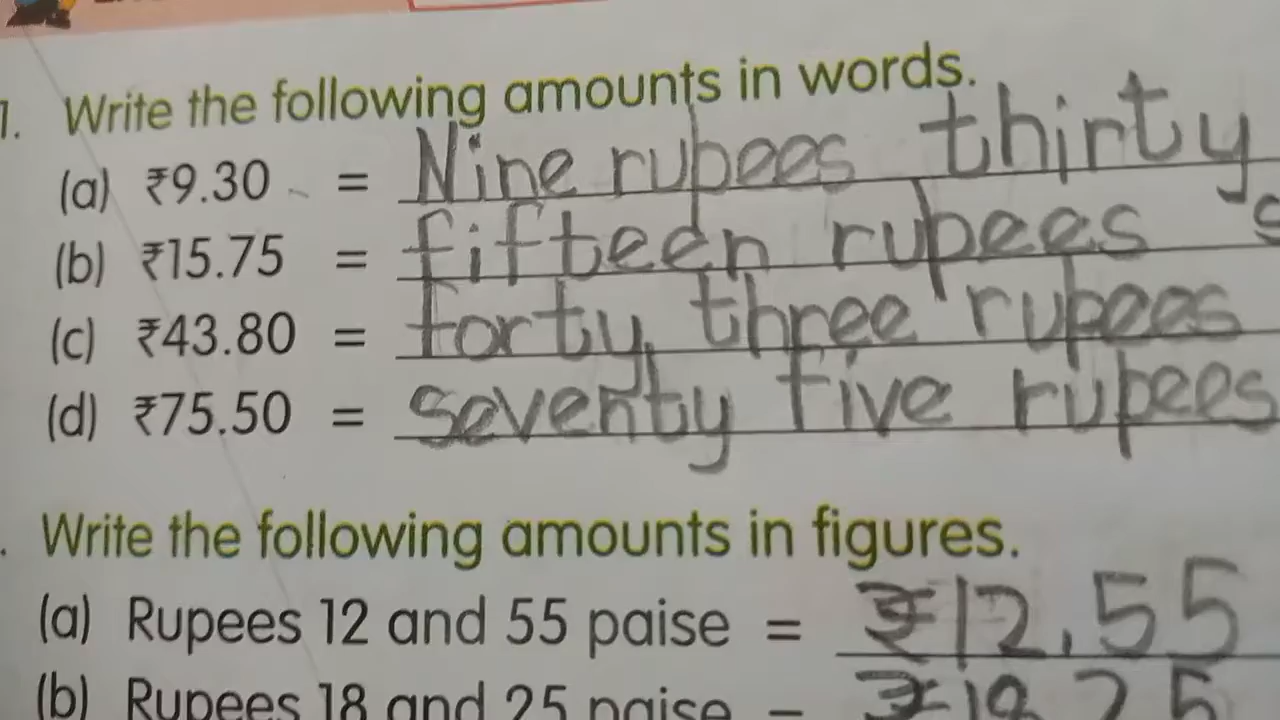 1. Write the following amounts in words.
(a) ₹9.30 = Nine rupees thirty
(b) ₹15.75 = fifteen rupees s
(c) ₹43.80 = forty three rupees
(d) ₹75.50 = seventy five rupees
. Write the following amounts in figures.
(a) Rupees 12 and 55 paise = ₹12.55
(b) Rupees 18 and 25 paise = ₹18.25